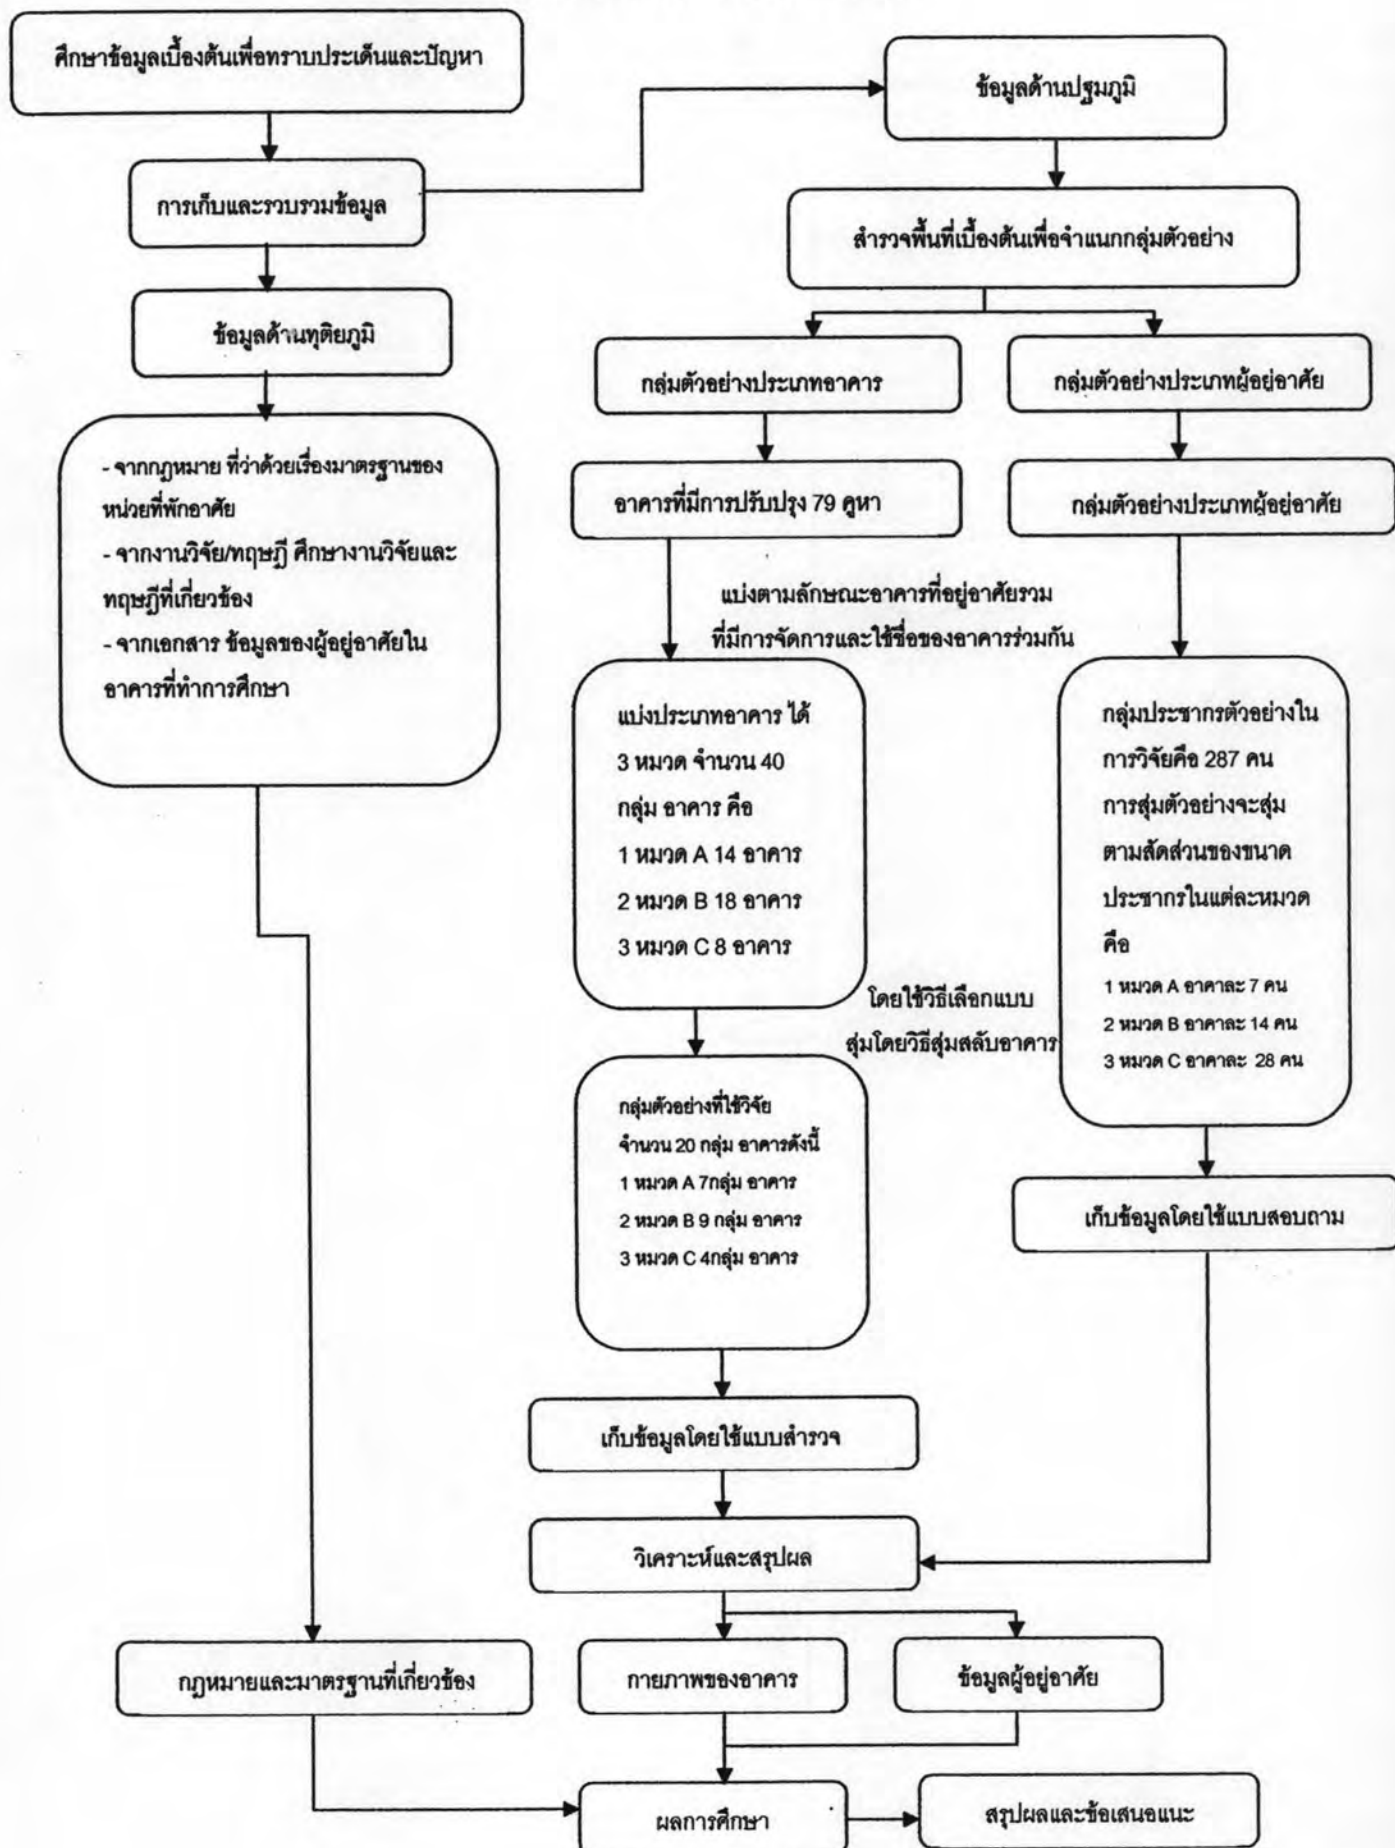 ศึกษาข้อมูลเบื้องต้นเพื่อทราบประเด็นและปัญหา
การเก็บและรวบรวมข้อมูล
ข้อมูลด้านทุติยภูมิ
- จากกฎหมาย ที่ว่าด้วยเรื่องมาตรฐานของ
หน่วยที่พักอาศัย
- จากงานวิจัย/ทฤษฎี ศึกษางานวิจัยและ
ทฤษฎีที่เกี่ยวข้อง
- จากเอกสาร ข้อมูลของผู้อยู่อาศัยใน
อาคารที่ทำการศึกษา
ข้อมูลด้านปฐมภูมิ
สำรวจพื้นที่เบื้องต้นเพื่อจำแนกกลุ่มตัวอย่าง
กลุ่มตัวอย่างประเภทอาคาร
กลุ่มตัวอย่างประเภทผู้อยู่อาศัย
อาคารที่มีการปรับปรุง 79 คูหา
กลุ่มตัวอย่างประเภทผู้อยู่อาศัย
แบ่งตามลักษณะอาคารที่อยู่อาศัยรวม
ที่มีการจัดการและใช้ชื่อของอาคารร่วมกัน
แบ่งประเภทอาคาร ได้
3 หมวด จำนวน 40
กลุ่ม อาคาร คือ
1 หมวด A 14 อาคาร
2 หมวด B 18 อาคาร
3 หมวด C 8 อาคาร
กลุ่มประชากรตัวอย่างใน
การวิจัยคือ 287 คน
การสุ่มตัวอย่างจะสุ่ม
ตามสัดส่วนของขนาด
ประชากรในแต่ละหมวด
คือ
1 หมวด A อาคาละ 7 คน
2 หมวด B อาคาละ 14 คน
3 หมวด C อาคาละ 28 คน
โดยใช้วิธีเลือกแบบ
สุ่มโดยวิธีสุ่มสลับอาคาร
กลุ่มตัวอย่างที่ใช้วิจัย
จำนวน 20 กลุ่ม อาคารดังนี้
1 หมวด A 7กลุ่ม อาคาร
2 หมวด B 9 กลุ่ม อาคาร
3 หมวด C 4กลุ่ม อาคาร
เก็บข้อมูลโดยใช้แบบสอบถาม
เก็บข้อมูลโดยใช้แบบสำรวจ
วิเคราะห์และสรุปผล
กฎหมายและมาตรฐานที่เกี่ยวข้อง
กายภาพของอาคาร
ข้อมูลผู้อยู่อาศัย
ผลการศึกษา
สรุปผลและข้อเสนอแนะ